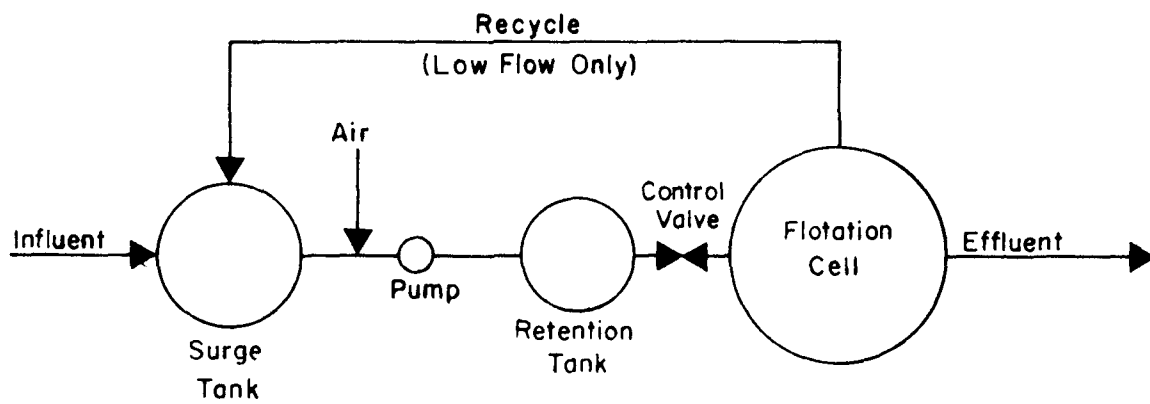 Recycle
(Low Flow Only)
Air
Control
Valve
Influent
Flotation
Cell
Effluent
Pump
Surge
Tank
Retention
Tank